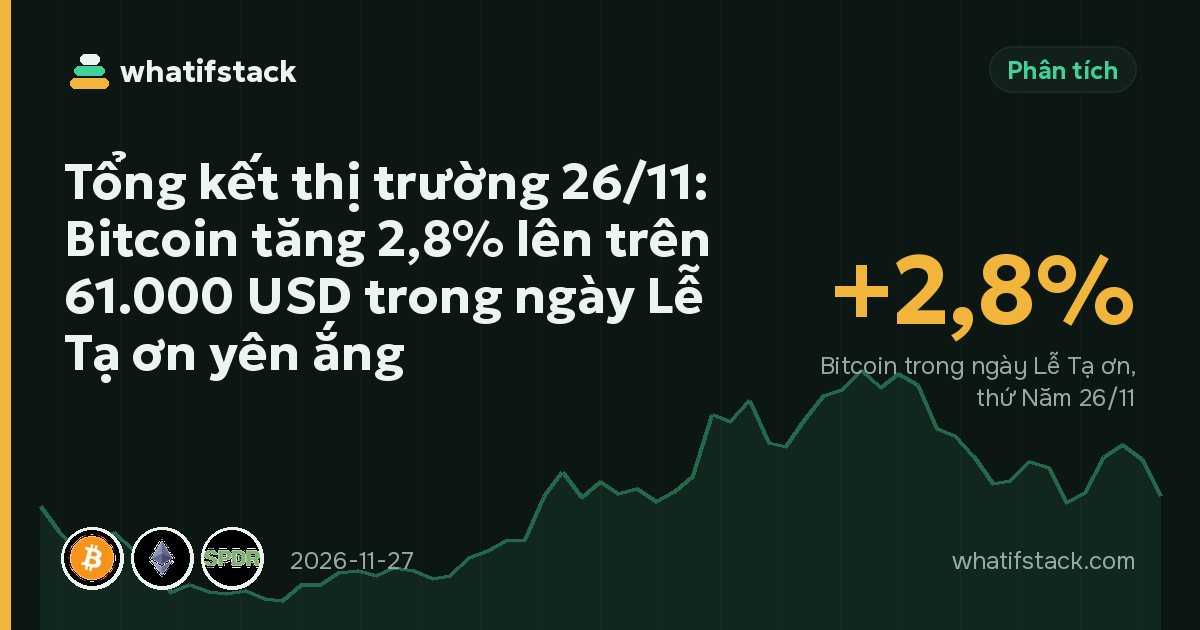 whatifstack
Phân tích
Tổng kết thị trường 26/11:
Bitcoin tăng 2,8% lên trên
61.000 USD trong ngày Lễ
Tạ ơn yên ắng
+2,8%
Bitcoin trong ngày Lễ Tạ ơn,
thứ Năm 26/11
SPDR
2026-11-27
whatifstack.com